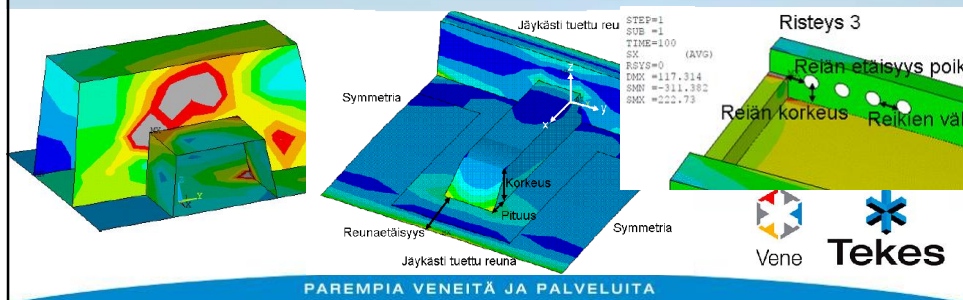 Jäykästi tuettu reu
Symmetria
z
y
x
Korkeus
Pituus
Reunaetäisyys
Symmetria
Jäykästi tuettu reuna
STEP=1
SUB =1
TIME=100
SX (AVG)
RSYS=0
DMX =117.314
SMN =-311.382
SMX =222.73
Risteys 3
Reiän etäisyys poik
Reiän korkeus
Reikien väl
Vene
Tekes
PAREMPIA VENEITÄ JA PALVELUITA